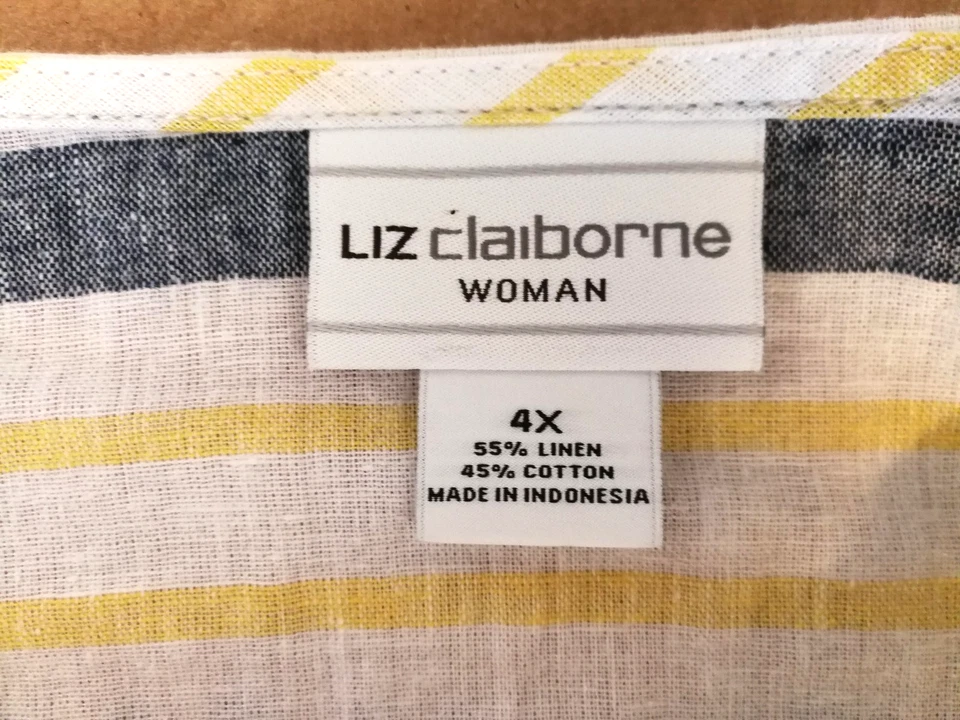 LIZ claiborne
WOMAN
4X
55% LINEN
45% COTTON
MADE IN INDONESIA